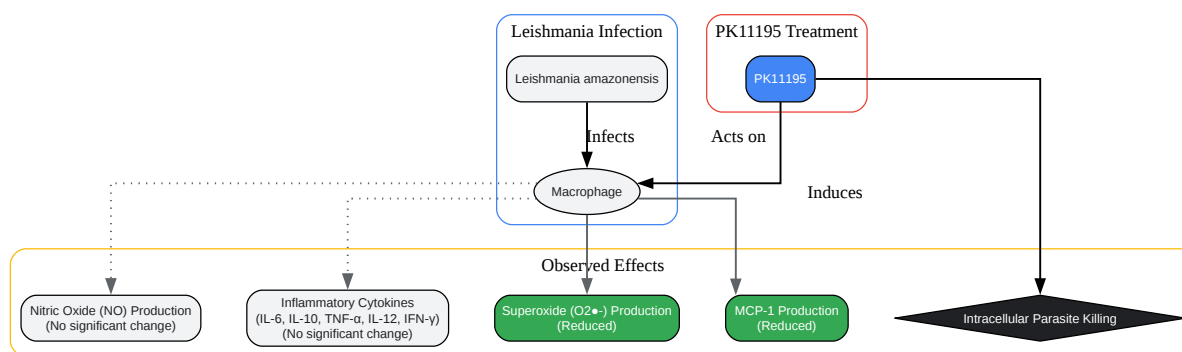 Leishmania Infection
PK11195 Treatment
Leishmania amazonensis
PK11195
Infects
Acts on
Macrophage
Induces
Observed Effects
Nitric Oxide (NO) Production
(No significant change)
Inflammatory Cytokines
(IL-6, IL-10, TNF-α, IL-12, IFN-γ)
(No significant change)
Superoxide (O2●-) Production
(Reduced)
MCP-1 Production
(Reduced)
Intracellular Parasite Killing